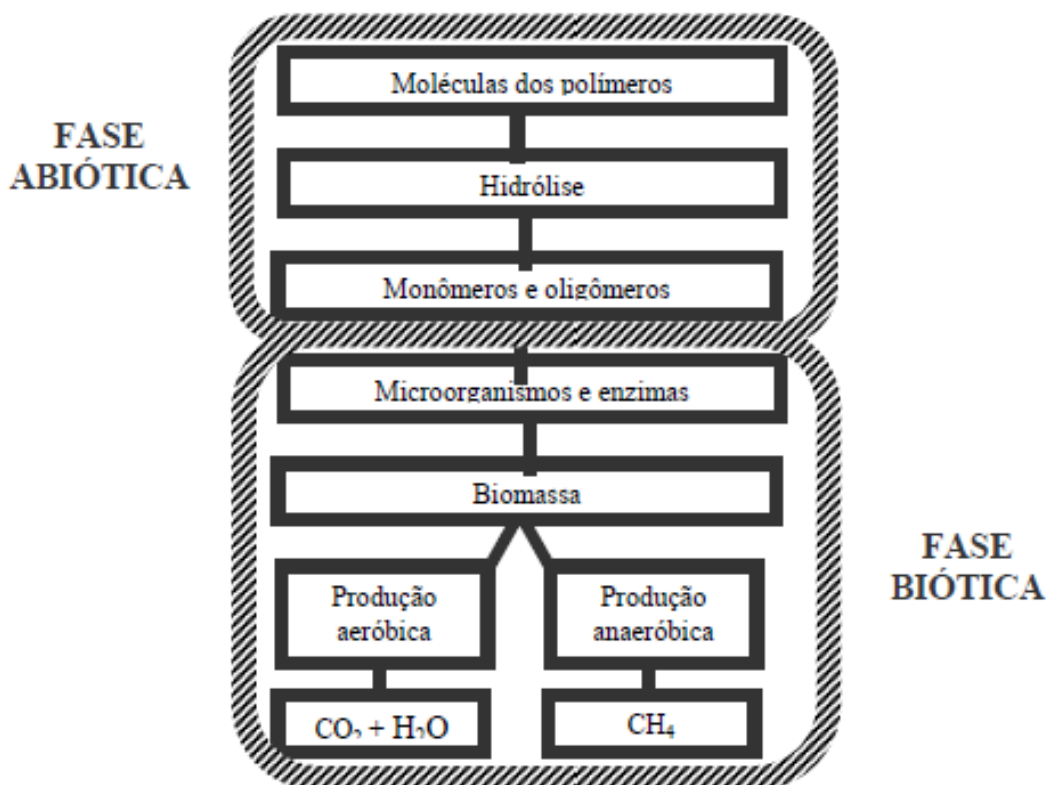 Moléculas dos polímeros
FASE
ABIÓTICA
Hidrólise
Monômeros e oligômeros
Microorganismos e enzimas
Biomassa
FASE
BIÓTICA
Produção
aeróbica
Produção
anaeróbica
CO₂ + H₂O
CH₄